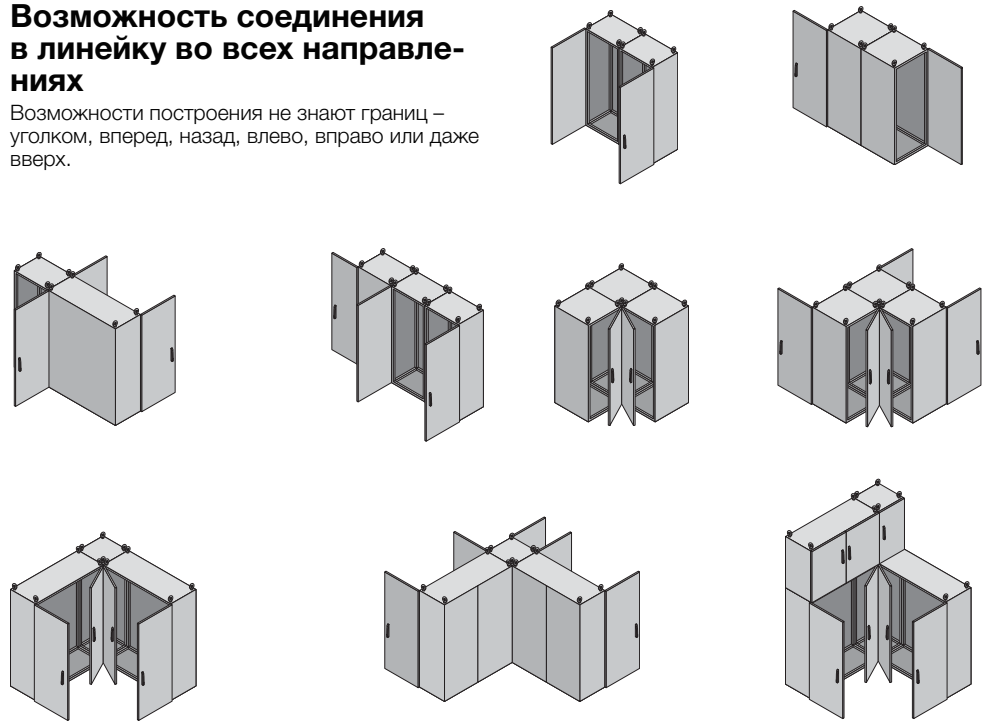 Возможность соединения
в линейку во всех направле-
ниях
Возможности построения не знают границ –
уголком, вперед, назад, влево, вправо или даже
вверх.